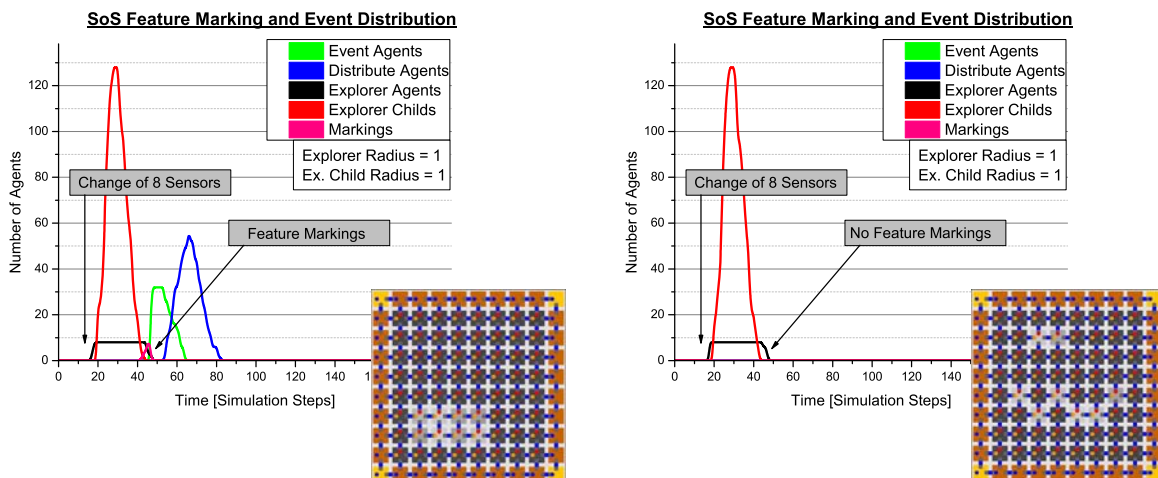 SoS Feature Marking and Event Distribution
Event Agents
Distribute Agents
Explorer Agents
Explorer Childs
Markings
Explorer Radius = 1
Ex. Child Radius = 1
Change of 8 Sensors
Feature Markings
Number of Agents
120
100
80
60
40
20
0
0 20 40 60 80 100 120 140
Time [Simulation Steps]
SoS Feature Marking and Event Distribution
Event Agents
Distribute Agents
Explorer Agents
Explorer Childs
Markings
Explorer Radius = 1
Ex. Child Radius = 1
Change of 8 Sensors
No Feature Markings
Number of Agents
120
100
80
60
40
20
0
0 20 40 60 80 100 120 140
Time [Simulation Steps]